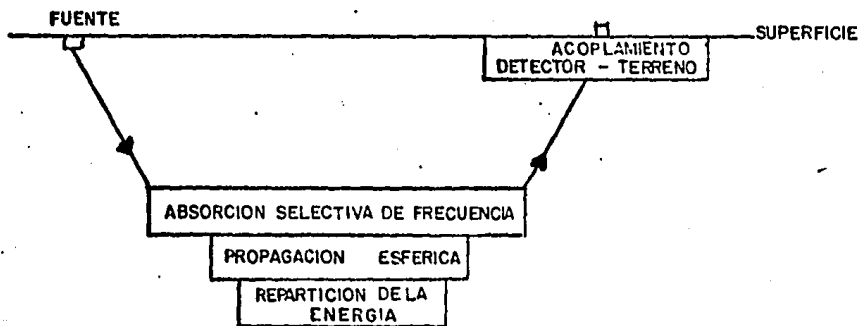 FUENTE
SUPERFICIE
ACOPLAMIENTO
DETECTOR - TERRENO
ABSORCION SELECTIVA DE FRECUENCIA
PROPAGACION ESFERICA
REPARTICION DE LA
ENERGIA